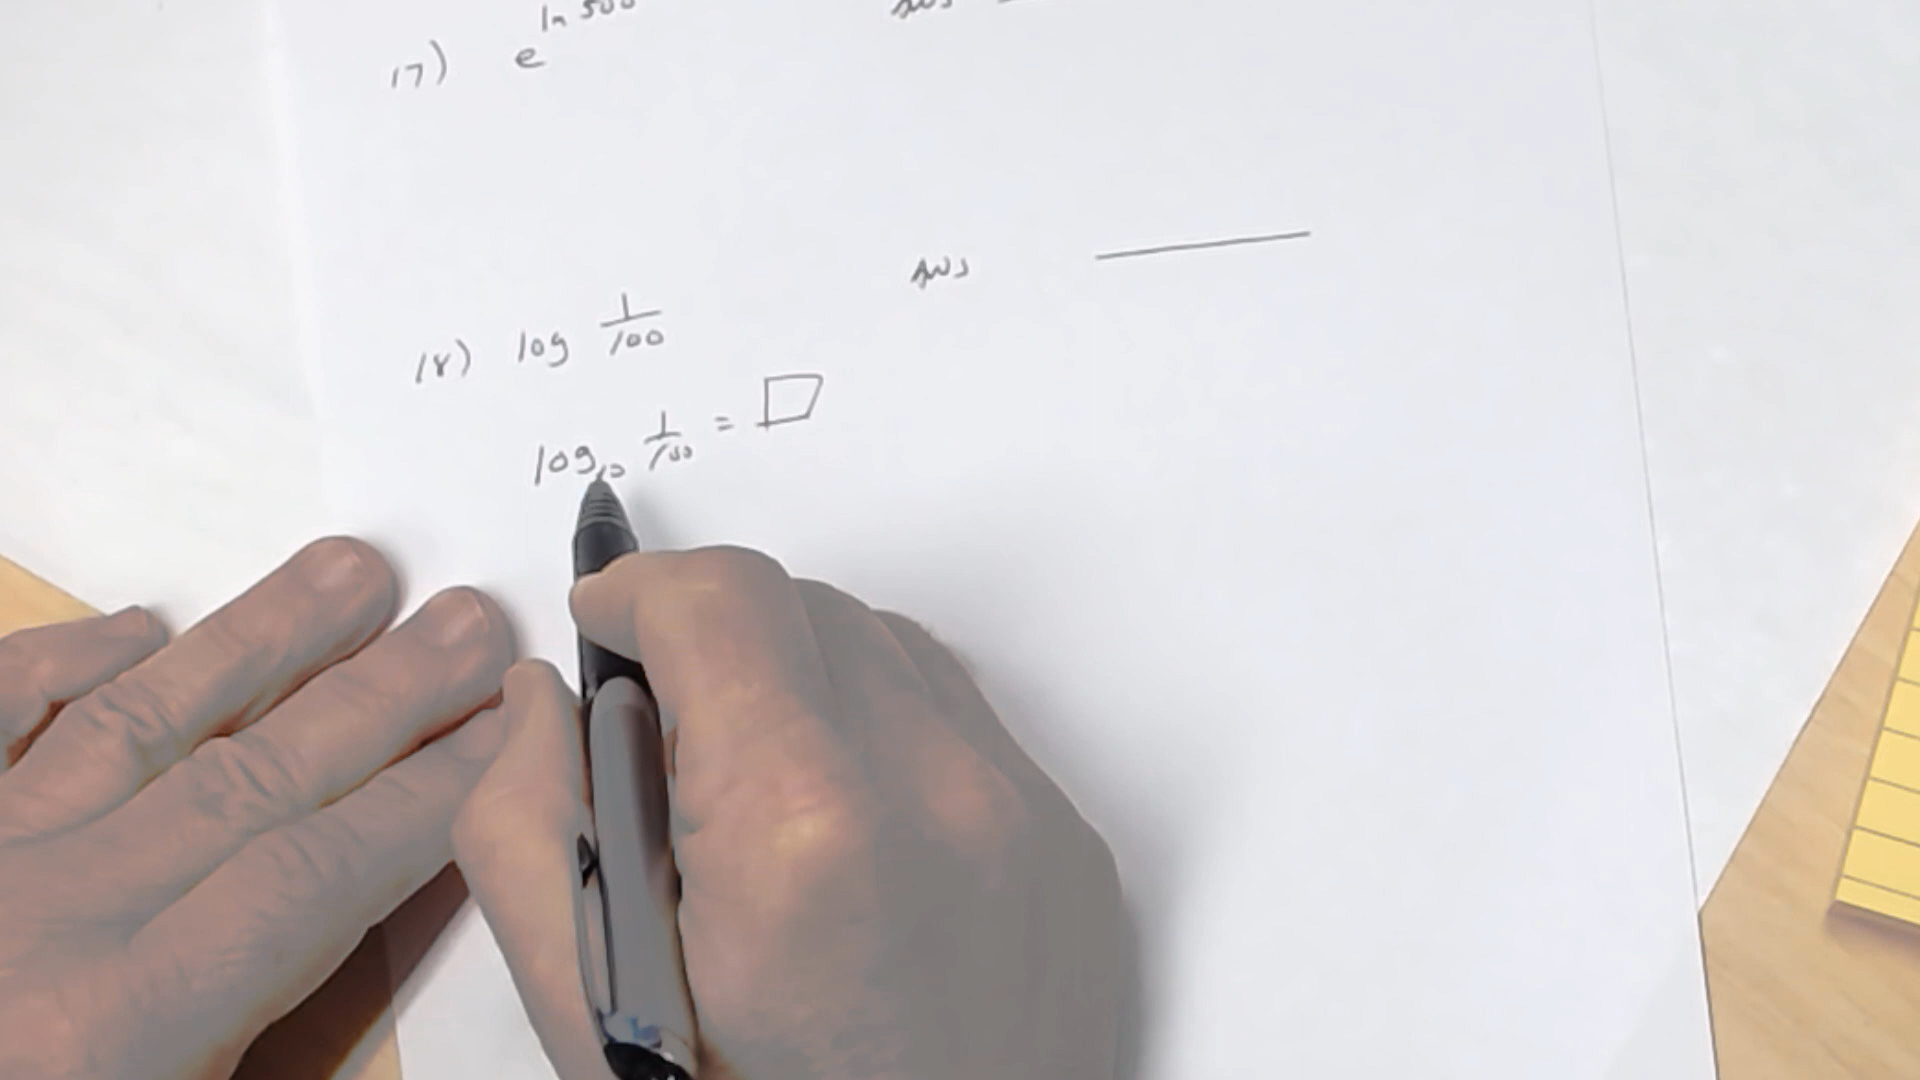 17) e^ln 500
Ans
18) log 1/100
Ans
log₁₀ 1/100 = □